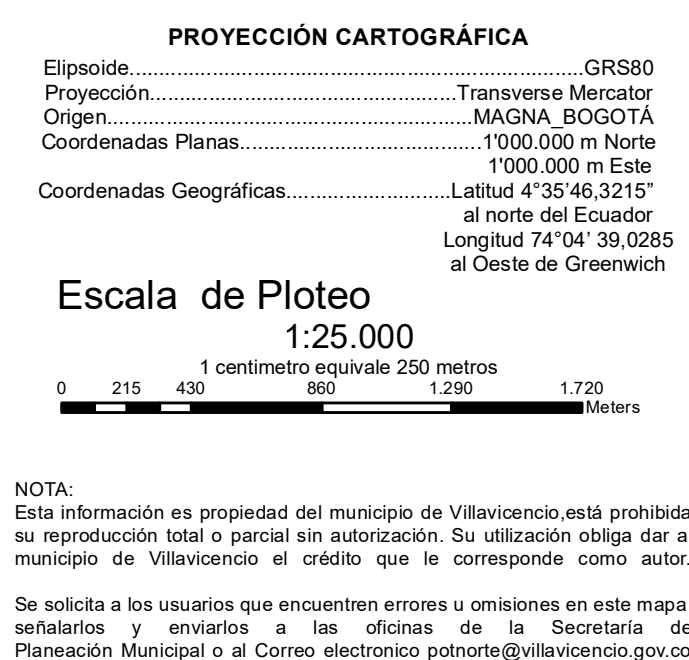 PROYECCIÓN CARTOGRÁFICA
Elipsoide.............................................................................GRS80
Proyección....................................................Transverse Mercator
Origen..............................................................MAGNA_BOGOTÁ
Coordenadas Planas.........................................1'000.000 m Norte
1'000.000 m Este
Coordenadas Geográficas............................Latitud 4°35'46,3215”
al norte del Ecuador
Longitud 74°04’ 39,0285
al Oeste de Greenwich
Escala de Ploteo
1:25.000
1 centimetro equivale 250 metros
0 215 430 860 1.290 1.720
Meters
NOTA:
Esta información es propiedad del municipio de Villavicencio,está prohibida
su reproducción total o parcial sin autorización. Su utilización obliga dar a
municipio de Villavicencio el crédito que le corresponde como autor.
Se solicita a los usuarios que encuentren errores u omisiones en este mapa
señalarlos y enviarlos a las oficinas de la Secretaría de
Planeación Municipal o al Correo electronico potnorte@villavicencio.gov.co